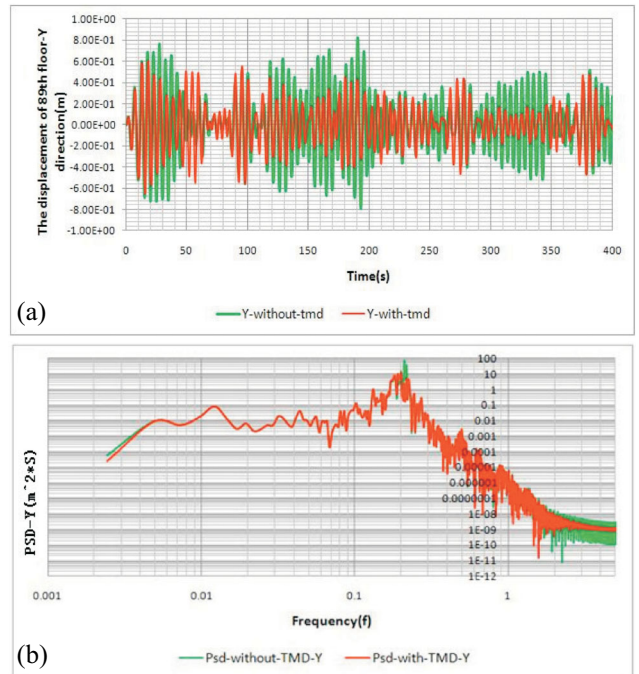 The displacement of 89th floor-Y
direction(m)
1.00E+00
8.00E-01
6.00E-01
4.00E-01
2.00E-01
0.00E+00
-2.00E-01
-4.00E-01
-6.00E-01
-8.00E-01
-1.00E+00
0 50 100 150 200 250 300 350 400
Time(s)
Y-without-tmd Y-with-tmd
(a)
PSD-Y(m^2*S)
100
10
1
0.1
0.01
0.001
0.0001
0.00001
0.000001
0.0000001
1E-08
1E-09
1E-10
1E-11
1E-12
0.001 0.01 0.1 1
Frequency(f)
Psd-without-TMD-Y Psd-with-TMD-Y
(b)